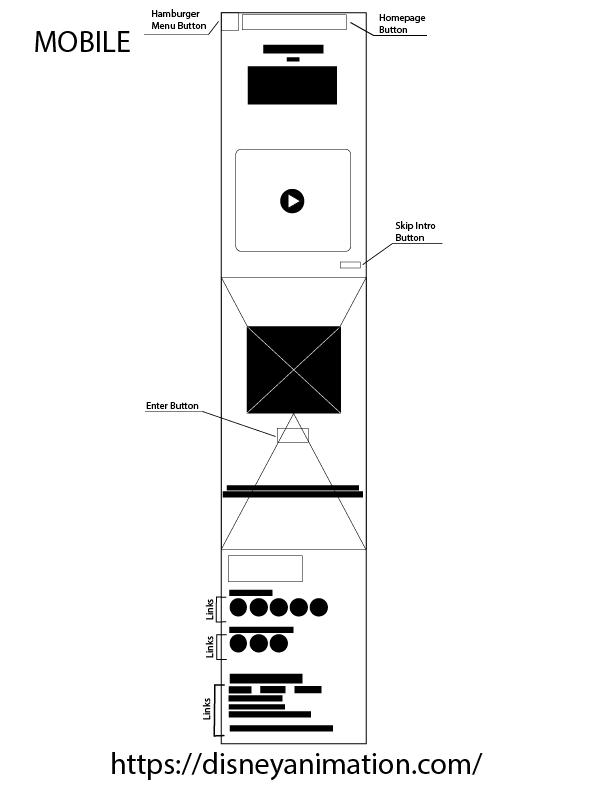 MOBILE
Hamburger
Menu Button
Homepage
Button
Skip Intro
Button
Enter Button
Links
Links
Links
https://disneyanimation.com/